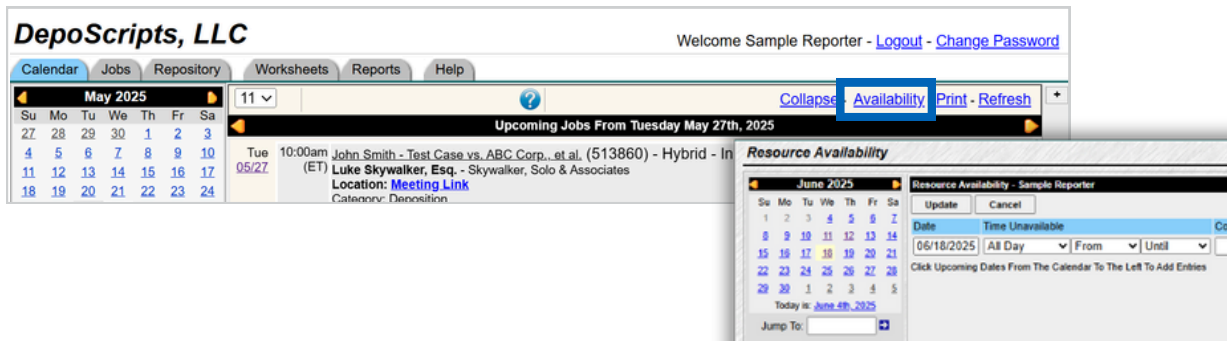 DepoScripts, LLC
Welcome Sample Reporter - Logout - Change Password
Calendar Jobs Repository Worksheets Reports Help
May 2025
Su Mo Tu We Th Fr Sa
27 28 29 30 1 2 3
4 5 6 7 8 9 10
11 12 13 14 15 16 17
18 19 20 21 22 23 24
11
?
Collapse - Availability Print - Refresh
+
Upcoming Jobs From Tuesday May 27th, 2025
Tue 10:00am John Smith - Test Case vs. ABC Corp., et al. (513860) - Hybrid - In
05/27 (ET) Luke Skywalker, Esq. - Skywalker, Solo & Associates
Location: Meeting Link
Category: Deposition
Resource Availability
June 2025
Su Mo Tu We Th Fr Sa
1 2 3 4 5 6 7
8 9 10 11 12 13 14
15 16 17 18 19 20 21
22 23 24 25 26 27 28
29 30 1 2 3 4 5
Today is: June 4th, 2025
Jump To:
Resource Availability - Sample Reporter
Update Cancel
Date Time Unavailable Co
06/18/2025 All Day From Until
Click Upcoming Dates From The Calendar To The Left To Add Entries